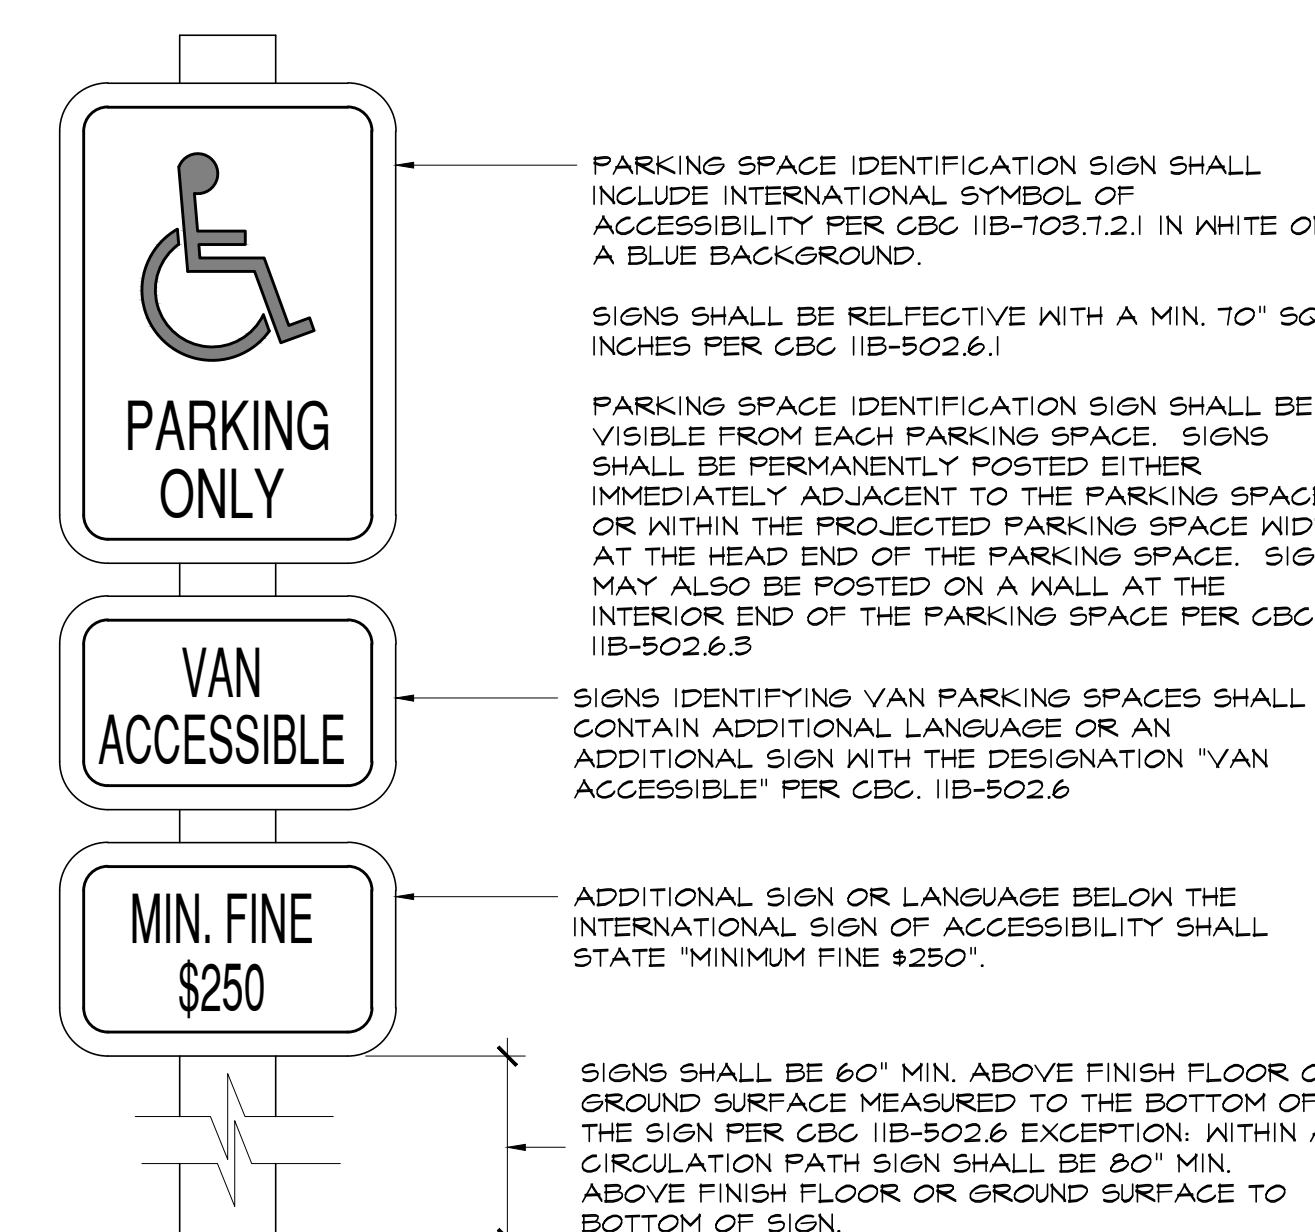 PARKING
ONLY
VAN
ACCESSIBLE
MIN. FINE
$250
PARKING SPACE IDENTIFICATION SIGN SHALL
INCLUDE INTERNATIONAL SYMBOL OF
ACCESSIBILITY PER CBC 11B-703.7.2.1 IN WHITE
A BLUE BACKGROUND.
SIGNS SHALL BE RELFECTIVE WITH A MIN. 70" SQ
INCHES PER CBC 11B-502.6.1
PARKING SPACE IDENTIFICATION SIGN SHALL BE
VISIBLE FROM EACH PARKING SPACE. SIGNS
SHALL BE PERMANENTLY POSTED EITHER
IMMEDIATELY ADJACENT TO THE PARKING SPACE
OR WITHIN THE PROJECTED PARKING SPACE WID
AT THE HEAD END OF THE PARKING SPACE. SIG
MAY ALSO BE POSTED ON A WALL AT THE
INTERIOR END OF THE PARKING SPACE PER CBC
11B-502.6.3
SIGNS IDENTIFYING VAN PARKING SPACES SHALL
CONTAIN ADDITIONAL LANGUAGE OR AN
ADDITIONAL SIGN WITH THE DESIGNATION "VAN
ACCESSIBLE" PER CBC. 11B-502.6
ADDITIONAL SIGN OR LANGUAGE BELOW THE
INTERNATIONAL SIGN OF ACCESSIBILITY SHALL
STATE "MINIMUM FINE $250".
SIGNS SHALL BE 60" MIN. ABOVE FINISH FLOOR
GROUND SURFACE MEASURED TO THE BOTTOM OF
THE SIGN PER CBC 11B-502.6 EXCEPTION: WITHIN
CIRCULATION PATH SIGN SHALL BE 80" MIN.
ABOVE FINISH FLOOR OR GROUND SURFACE TO
BOTTOM OF SIGN.